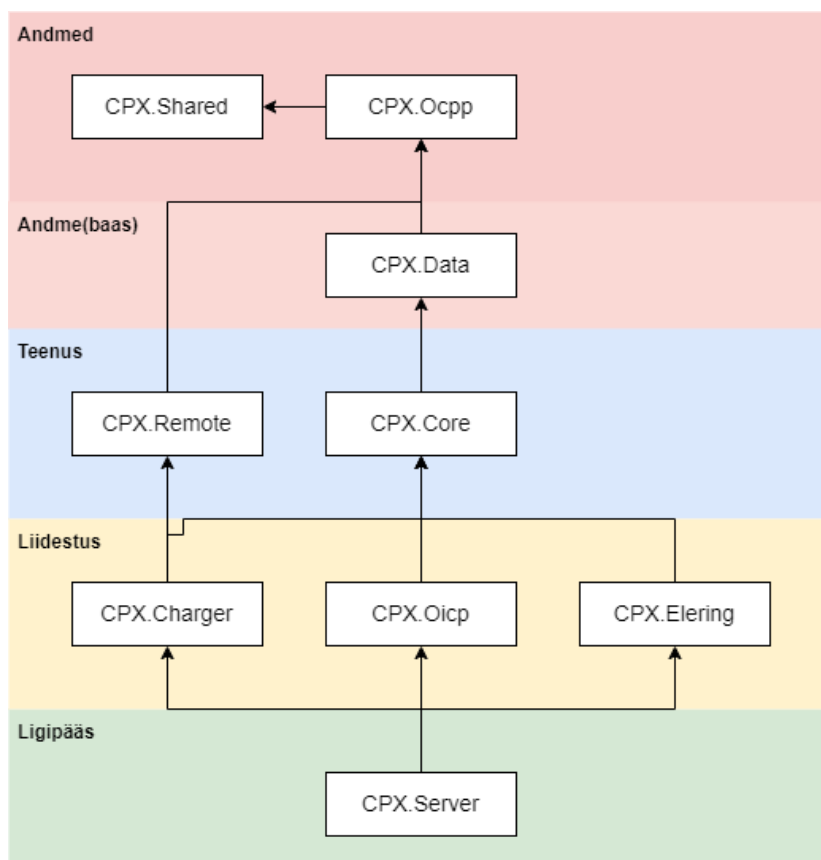 Andmed
CPX.Shared
CPX.Ocpp
Andme(baas)
CPX.Data
Teenus
CPX.Remote
CPX.Core
Liidestus
CPX.Charger
CPX.Oicp
CPX.Elering
Ligipääs
CPX.Server